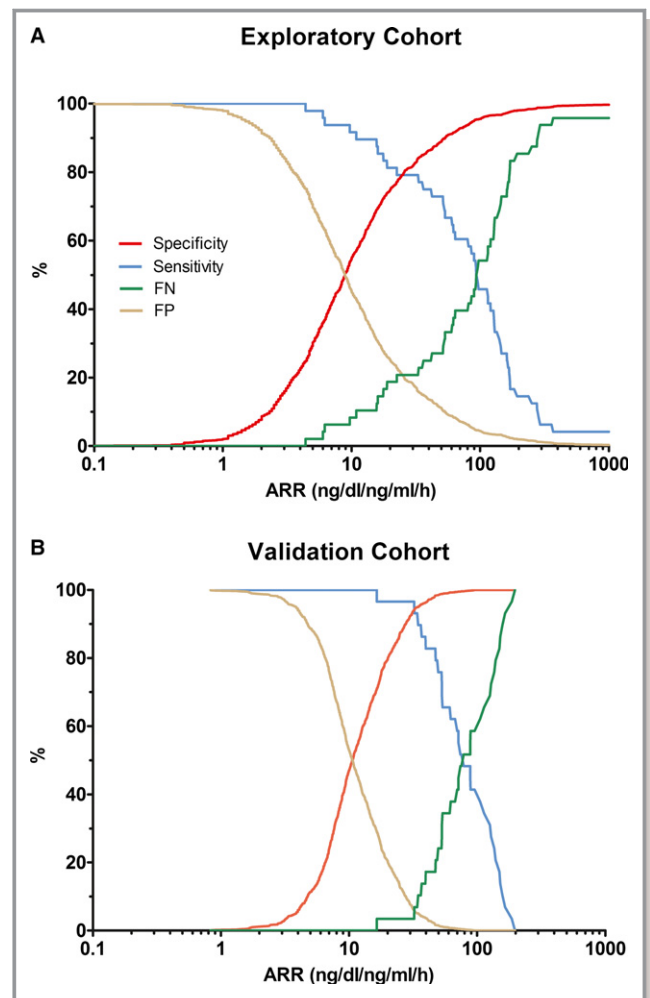 A
Exploratory Cohort
100
80
60
40
20
0
%
Specificity
Sensitivity
FN
FP
0.1 1 10 100 1000
ARR (ng/dl/ng/ml/h)
B
Validation Cohort
100
80
60
40
20
0
%
0.1 1 10 100 1000
ARR (ng/dl/ng/ml/h)